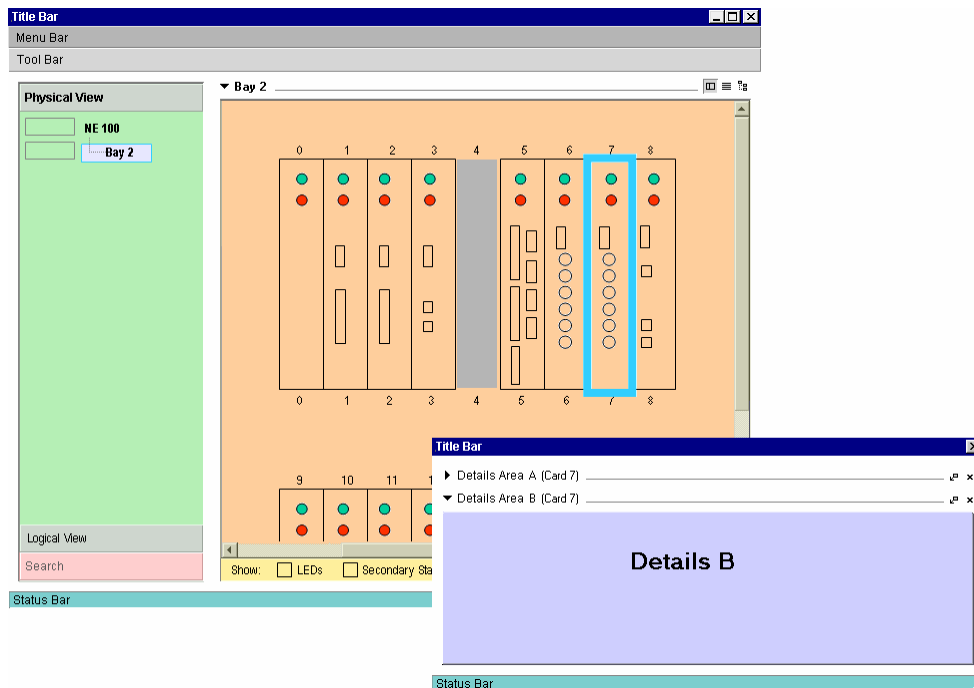 Title Bar
Menu Bar
Tool Bar
Physical View
NE 100
Bay 2
Logical View
Search
Bay 2
0 1 2 3 4 5 6 7 8
0 1 2 3 4 5 6 7 8
9 10 11
Show: LEDs Secondary Sta
Status Bar
Title Bar
Details Area A (Card 7)
Details Area B (Card 7)
Details B
Status Bar